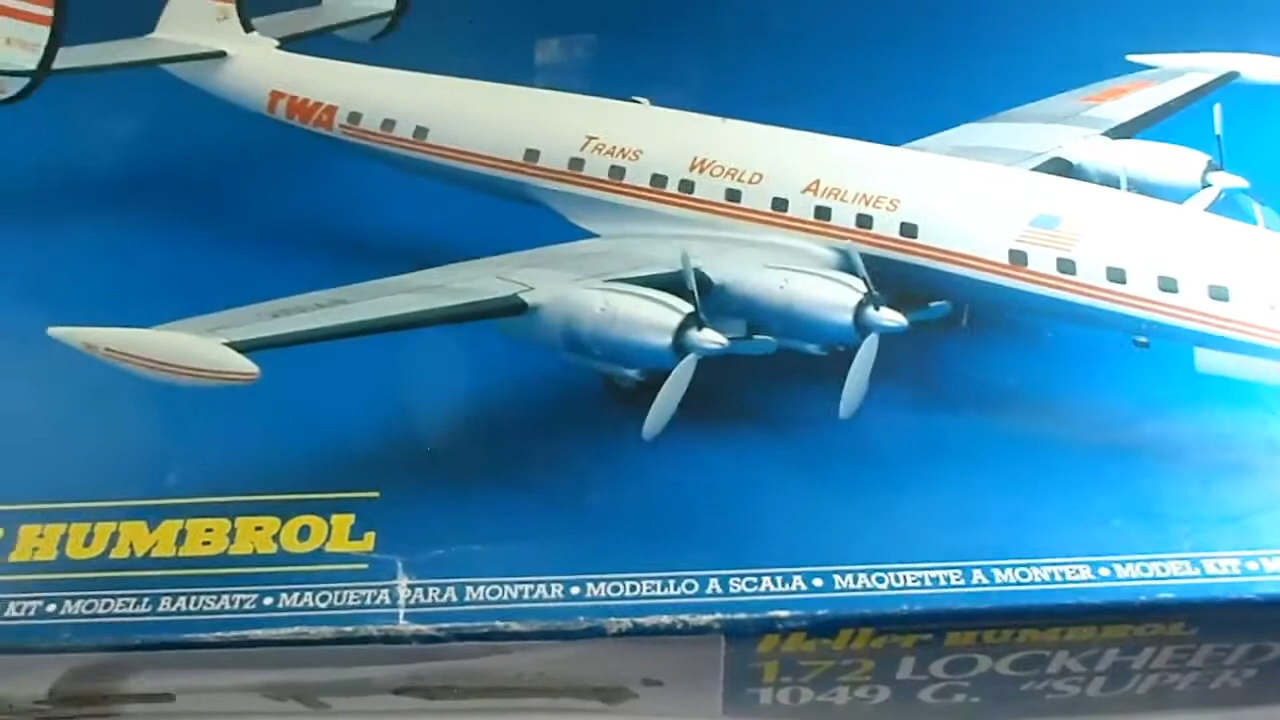 TWA
TRANS WORLD AIRLINES
HUMBROL
KIT • MODELL BAUSATZ • MAQUETA PARA MONTAR • MODELLO A SCALA • MAQUETTE A MONTER • MODEL KIT •
Heller HUMBROL
1:72 LOCKHEED
1049 G. "SUPER